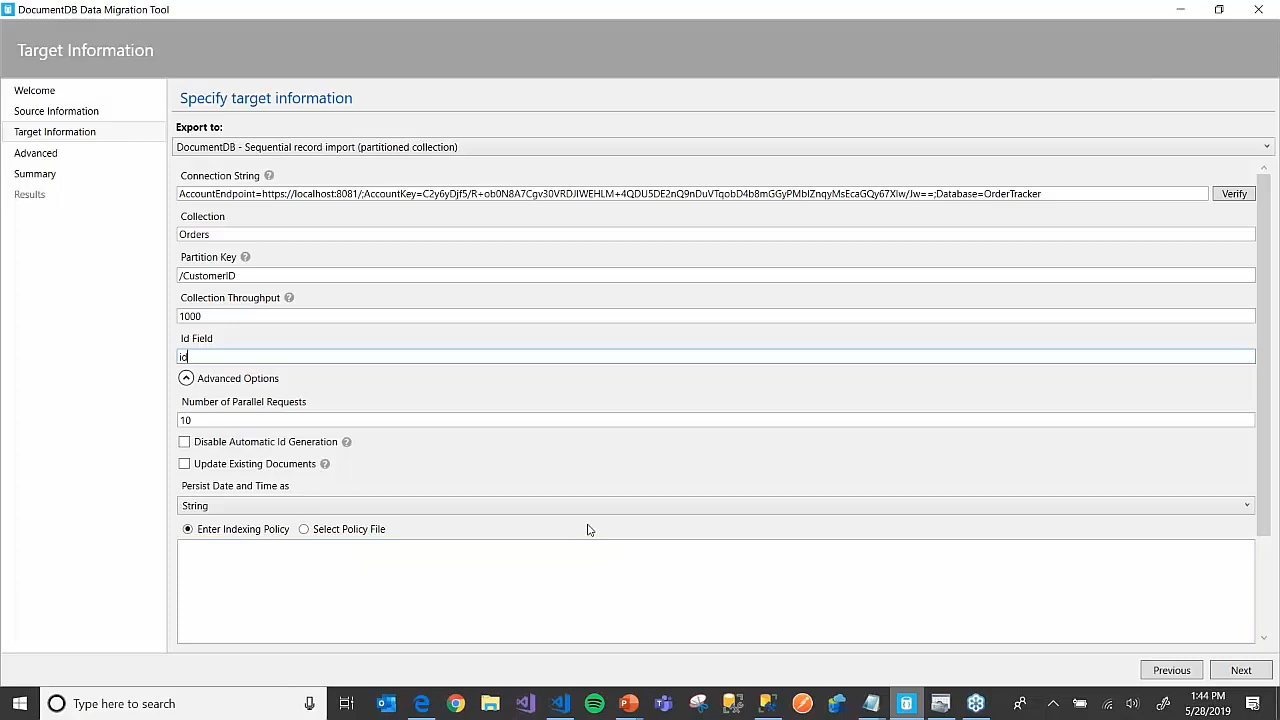 DocumentDB Data Migration Tool
Target Information
Welcome
Source Information
Target Information
Advanced
Summary
Results
Specify target information
Export to:
DocumentDB - Sequential record import (partitioned collection)
Connection String ?
AccountEndpoint=https://localhost:8081/;AccountKey=C2y6yDjf5/R+ob0N8A7Cgv30VRDJIWEHLM+4QDU5DE2nQ9nDuVTqobD4b8mGGyPMbIZnqyMsEcaGQy67XIw/Jw==;Database=OrderTracker
Verify
Collection
Orders
Partition Key ?
/CustomerID
Collection Throughput ?
1000
Id Field
id
Advanced Options
Number of Parallel Requests
10
Disable Automatic Id Generation ?
Update Existing Documents ?
Persist Date and Time as
String
Enter Indexing Policy Select Policy File
Previous Next
Type here to search
1:44 PM
5/28/2019